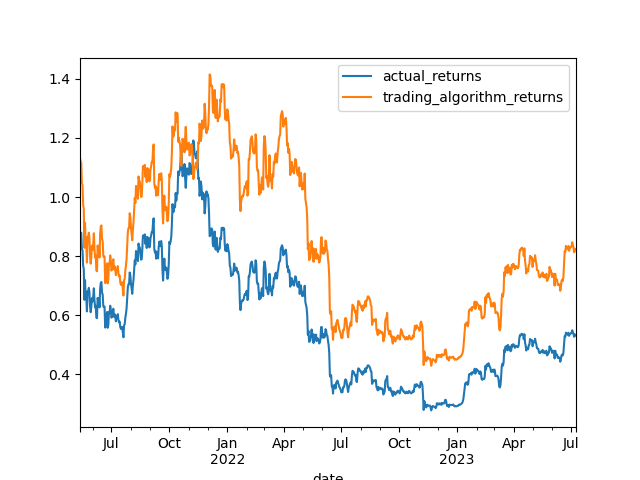 actual_returns
trading_algorithm_returns
1.4
1.2
1.0
0.8
0.6
0.4
Jul Oct Jan Apr Jul Oct Jan Apr Jul
2022 2023
date